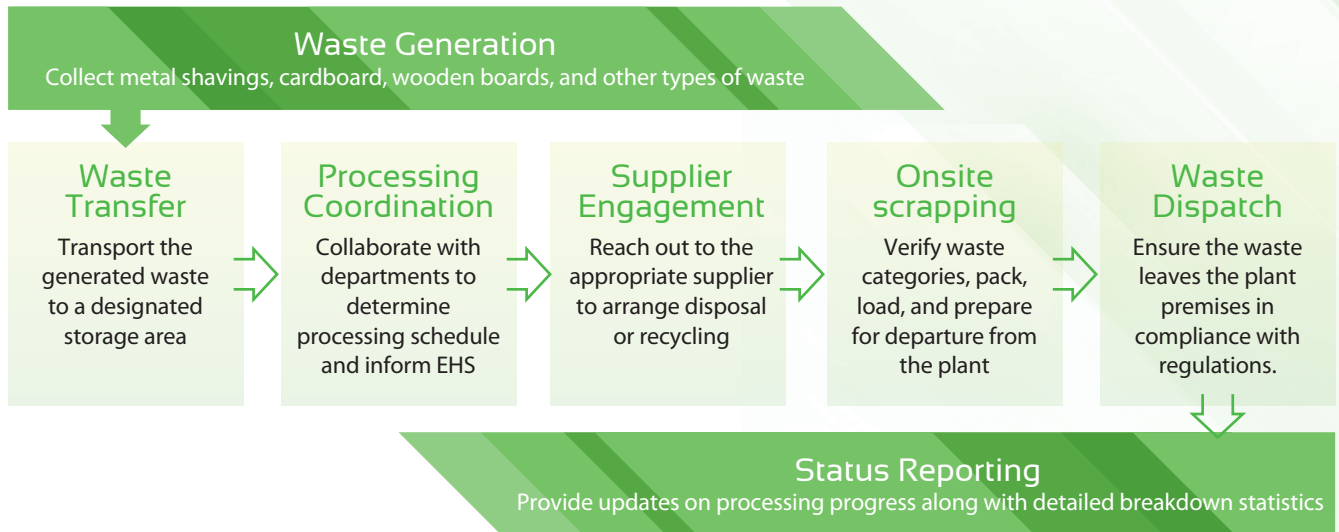 Waste Generation
Collect metal shavings, cardboard, wooden boards, and other types of waste
Waste
Transfer
Transport the
generated waste
to a designated
storage area
Processing
Coordination
Collaborate with
departments to
determine
processing schedule
and inform EHS
Supplier
Engagement
Reach out to the
appropriate supplier
to arrange disposal
or recycling
Onsite
scrapping
Verify waste
categories, pack,
load, and prepare
for departure from
the plant
Waste
Dispatch
Ensure the waste
leaves the plant
premises in
compliance with
regulations.
Status Reporting
Provide updates on processing progress along with detailed breakdown statistics